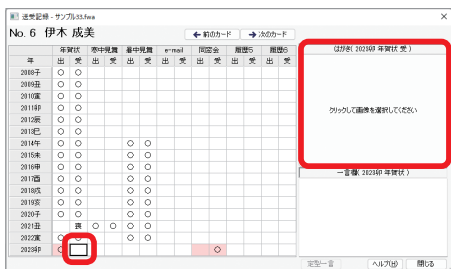 送受記録 - サンプル33.fwa
No. 6 伊木 成美
← 前のカード → 次のカード
年賀状 寒中見舞 暑中見舞 e-mail 同窓会 履歴5 履歴6
年 出 受 出 受 出 受 出 受 出 受 出 受 出 受
2008子 ○ ○
2009丑 ○ ○
2010寅 ○ ○
2011卯 ○ ○
2012辰 ○ ○
2013巳 ○ ○
2014午 ○ ○ ○ ○
2015未 ○ ○ ○ ○
2016申 ○ ○ ○ ○
2017酉 ○ ○ ○ ○
2018戌 ○ ○ ○ ○
2019亥 ○ ○ ○ ○
2020子 ○ ○ ○ ○
2021丑 喪 ○ ○ ○ ○
2022寅 ○ ○ ○ ○
2023卯 ○ ○
はがき( 2023卯 年賀状 受 )
クリックして画像を選択してください
一言欄( 2023卯 年賀状 )
定型一言 ヘルプ(H) 閉じる